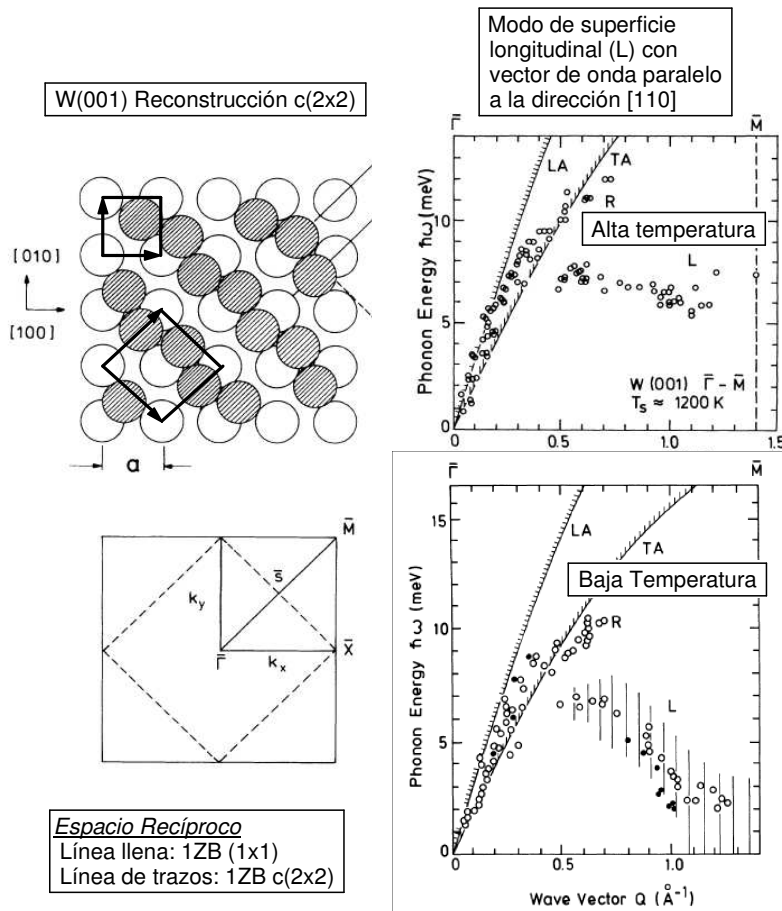 W(001) Reconstrucción c(2x2)
[010]
[100]
a
M̄
s̄
k_y
Γ̄
k_x
X̄
Espacio Recíproco
Línea llena: 1ZB (1x1)
Línea de trazos: 1ZB c(2x2)
Modo de superficie
longitudinal (L) con
vector de onda paralelo
a la dirección [110]
Γ̄
M̄
LA
TA
R
Alta temperatura
L
W (001) Γ̄ - M̄
T_s ≈ 1200 K
Phonon Energy ħω (meV)
10
5
0
0
0.5
1.0
1.5
Γ̄
M̄
LA
TA
Baja Temperatura
R
L
Phonon Energy ħω (meV)
15
10
5
0
0
0.5
1.0
Wave Vector Q (Å⁻¹)